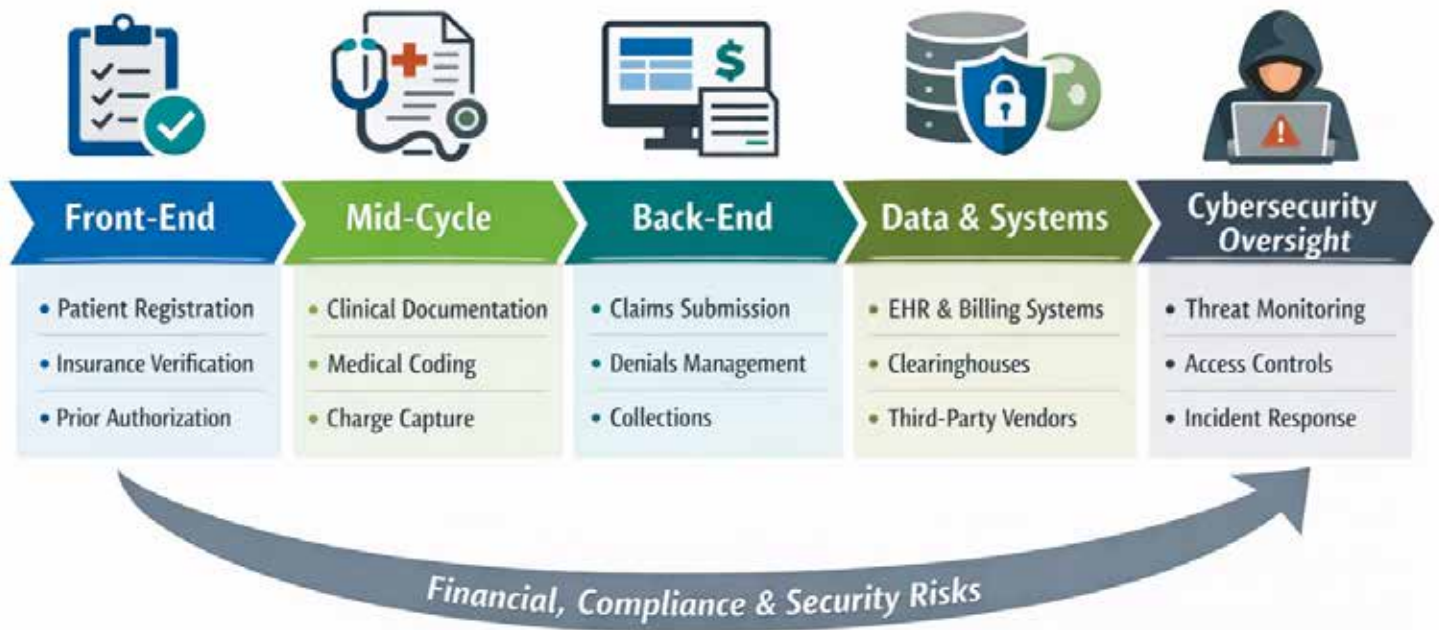 Front-End
Mid-Cycle
Back-End
Data & Systems
Cybersecurity
Oversight
• Patient Registration
• Insurance Verification
• Prior Authorization
• Clinical Documentation
• Medical Coding
• Charge Capture
• Claims Submission
• Denials Management
• Collections
• EHR & Billing Systems
• Clearinghouses
• Third-Party Vendors
• Threat Monitoring
• Access Controls
• Incident Response
Financial, Compliance & Security Risks